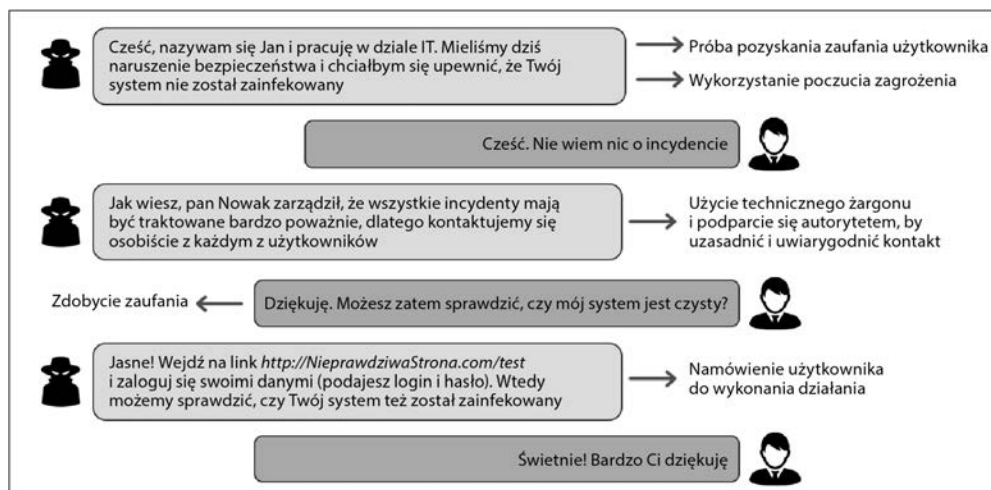 Cześć, nazywam się Jan i pracuję w dziale IT. Mieliśmy dziś
naruszenie bezpieczeństwa i chciałbym się upewnić, że Twój
system nie został zainfekowany
Próba pozyskania zaufania użytkownika
Wykorzystanie poczucia zagrożenia
Cześć. Nie wiem nic o incydencie
Jak wiesz, pan Nowak zarządził, że wszystkie incydenty mają
być traktowane bardzo poważnie, dlatego kontaktujemy się
osobiście z każdym z użytkowników
Użycie technicznego żargonu
i podparcie się autorytetem, by
uzasadnić i uwiarygodnić kontakt
Zdobycie zaufania
Dziękuję. Możesz zatem sprawdzić, czy mój system jest czysty?
Jasne! Wejdź na link http://NieprawdziwaStrona.com/test
i zaloguj się swoimi danymi (podajesz login i hasło). Wtedy
możemy sprawdzić, czy Twój system też został zainfekowany
Namówienie użytkownika
do wykonania działania
Świetnie! Bardzo Ci dziękuję